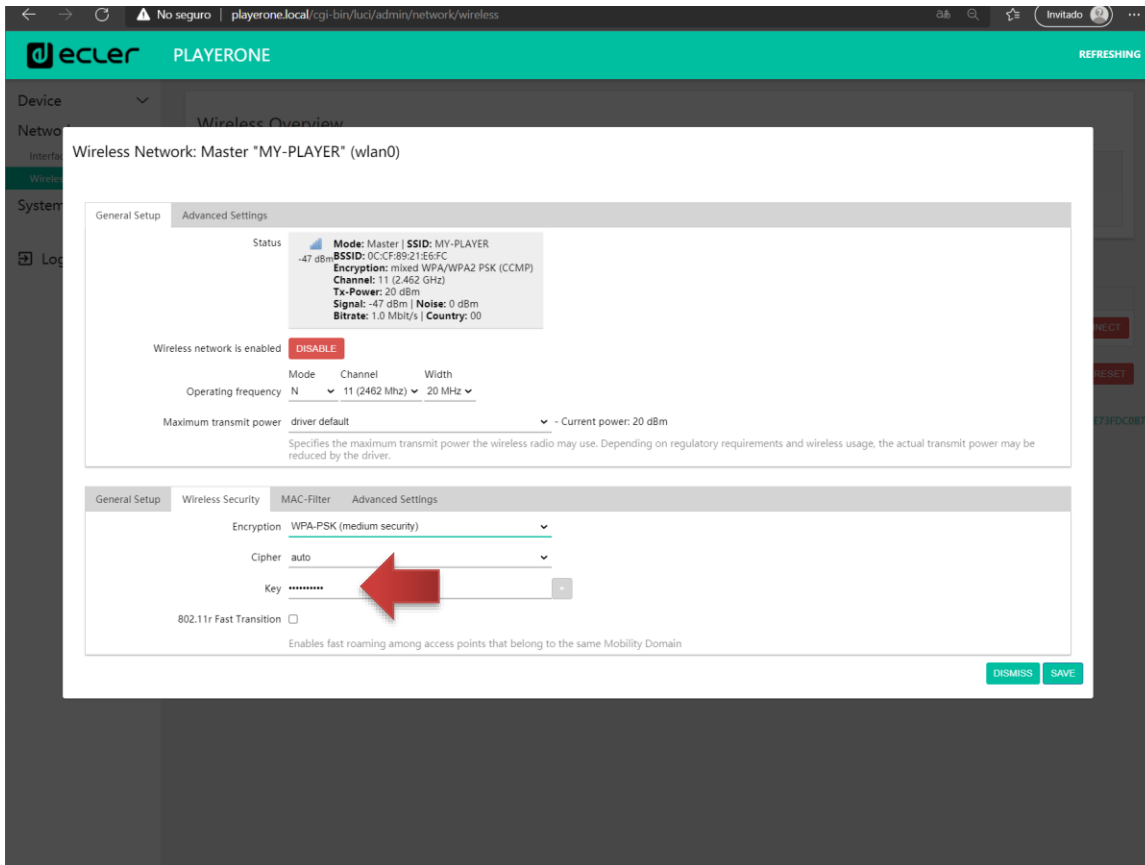 No seguro | playerone.local/cgi-bin/luci/admin/network/wireless
Invitado
ecler PLAYERONE REFRESHING
Device
Wireless Overview
System
Wireless Network: Master "MY-PLAYER" (wlan0)
General Setup Advanced Settings
Status
-47 dBm
Mode: Master | SSID: MY-PLAYER
BSSID: 0C:CF:89:21:E6:FC
Encryption: mixed WPA/WPA2 PSK (CCMP)
Channel: 11 (2.462 GHz)
Tx-Power: 20 dBm
Signal: -47 dBm | Noise: 0 dBm
Bitrate: 1.0 Mbit/s | Country: 00
Wireless network is enabled DISABLE
Mode Channel Width
Operating frequency N 11 (2462 Mhz) 20 MHz
Maximum transmit power driver default - Current power: 20 dBm
Specifies the maximum transmit power the wireless radio may use. Depending on regulatory requirements and wireless usage, the actual transmit power may be
reduced by the driver.
RESET
General Setup Wireless Security MAC-Filter Advanced Settings
Encryption WPA-PSK (medium security)
Cipher auto
Key ••••••••••
802.11r Fast Transition
Enables fast roaming among access points that belong to the same Mobility Domain
DISMISS SAVE